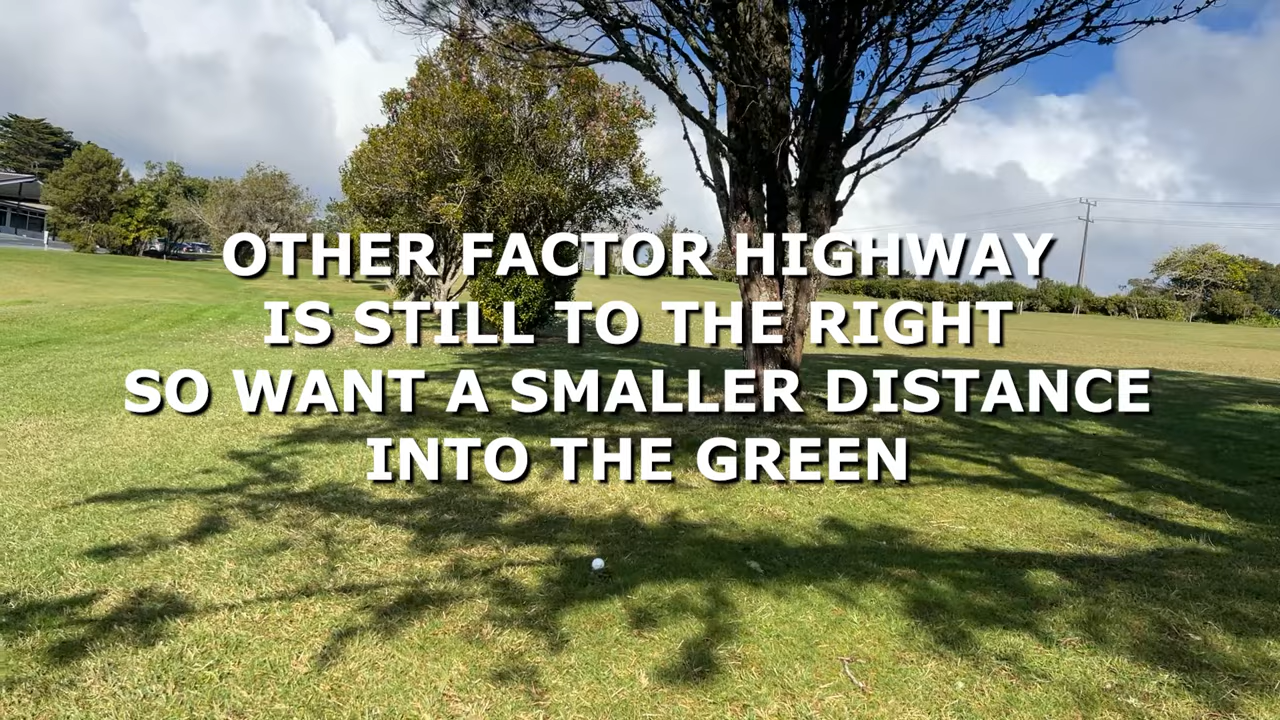 OTHER FACTOR HIGHWAY
IS STILL TO THE RIGHT
SO WANT A SMALLER DISTANCE
INTO THE GREEN